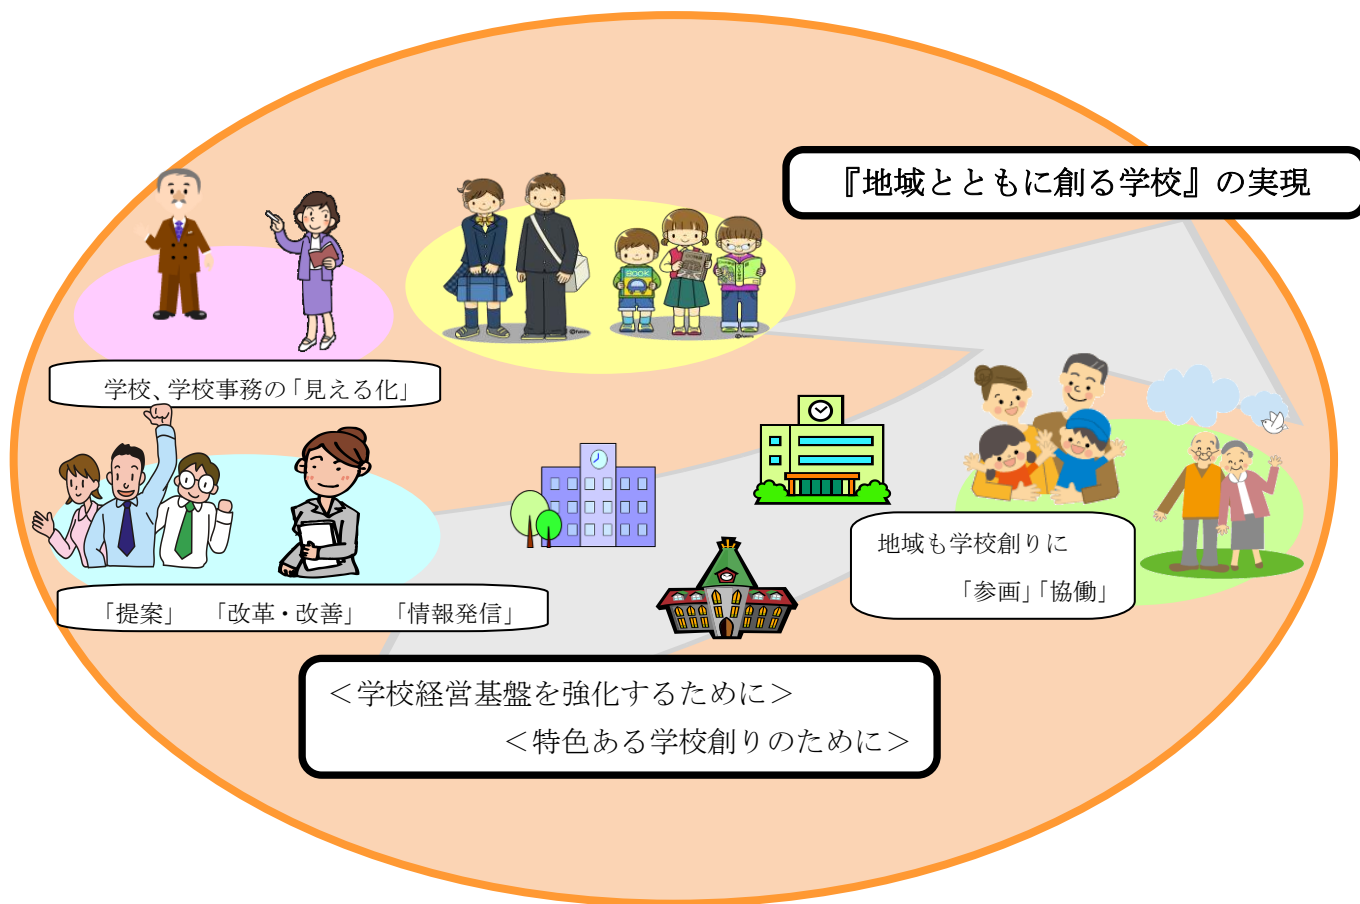 『地域とともに創る学校』の実現
学校、学校事務の「見える化」
BOOK
「提案」　「改革・改善」　「情報発信」
地域も学校創りに
「参画」「協働」
＜学校経営基盤を強化するために＞
＜特色ある学校創りのために＞